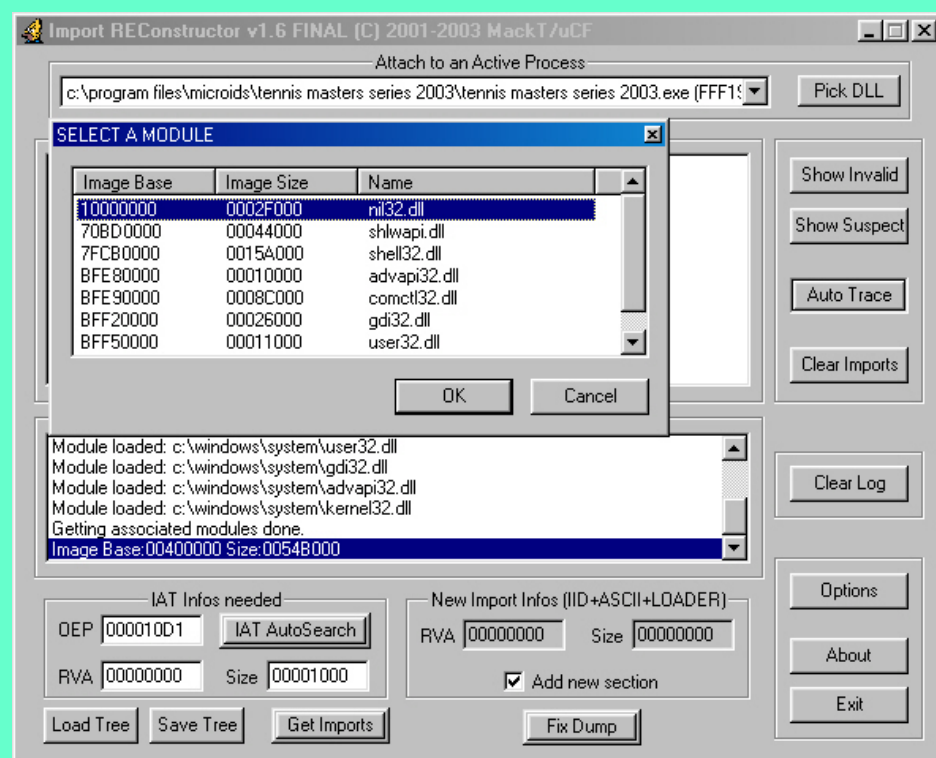 Import REConstructor v1.6 FINAL (C) 2001-2003 MackT/uCF
Attach to an Active Process
c:\program files\microids\tennis masters series 2003\tennis masters series 2003.exe (FFF19
Pick DLL
SELECT A MODULE
Image Base Image Size Name
10000000 0002F000 nil32.dll
70BD0000 00044000 shlwapi.dll
7FCB0000 0015A000 shell32.dll
BFE80000 00010000 advapi32.dll
BFE90000 0008C000 comctl32.dll
BFF20000 00026000 gdi32.dll
BFF50000 00011000 user32.dll
OK Cancel
Show Invalid
Show Suspect
Auto Trace
Clear Imports
Module loaded: c:\windows\system\user32.dll
Module loaded: c:\windows\system\gdi32.dll
Module loaded: c:\windows\system\advapi32.dll
Module loaded: c:\windows\system\kernel32.dll
Getting associated modules done.
Image Base:00400000 Size:0054B000
Clear Log
IAT Infos needed
OEP 000010D1 IAT AutoSearch
RVA 00000000 Size 00001000
New Import Infos (IID+ASCII+LOADER)
RVA 00000000 Size 00000000
Add new section
Load Tree Save Tree Get Imports Fix Dump
Options
About
Exit